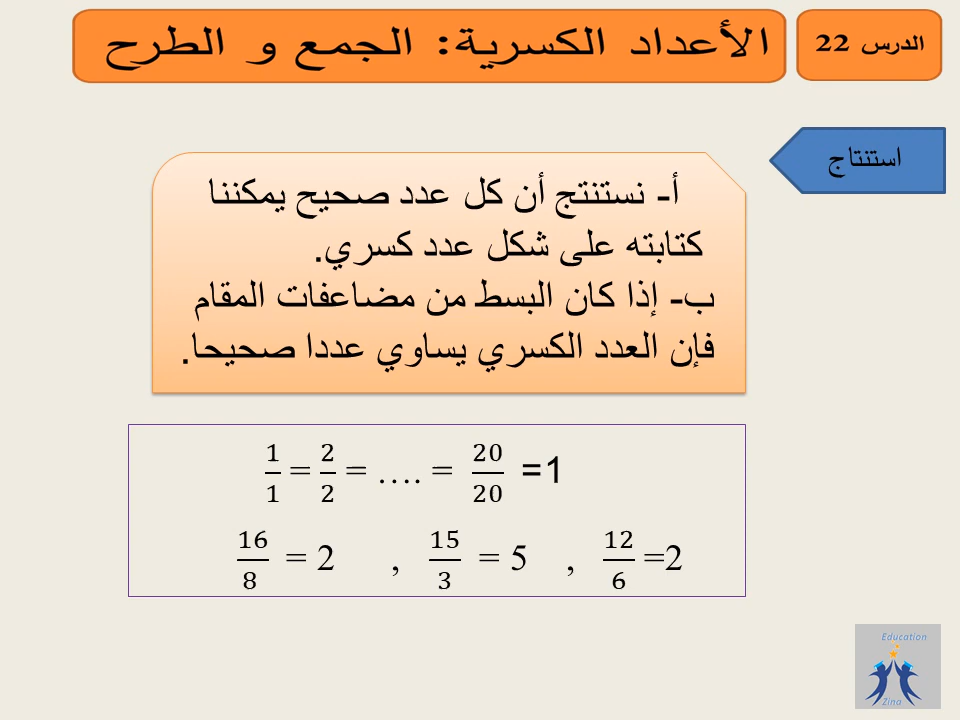 الدرس 22
الأعداد الكسرية: الجمع و الطرح
استنتاج
أ- نستنتج أن كل عدد صحيح يمكننا
كتابته على شكل عدد كسري.
ب- إذا كان البسط من مضاعفات المقام
فإن العدد الكسري يساوي عددا صحيحا.
1/1 = 2/2 = …. = 20/20 =1
16/8 = 2 , 15/3 = 5 , 12/6 =2
Education
Zina